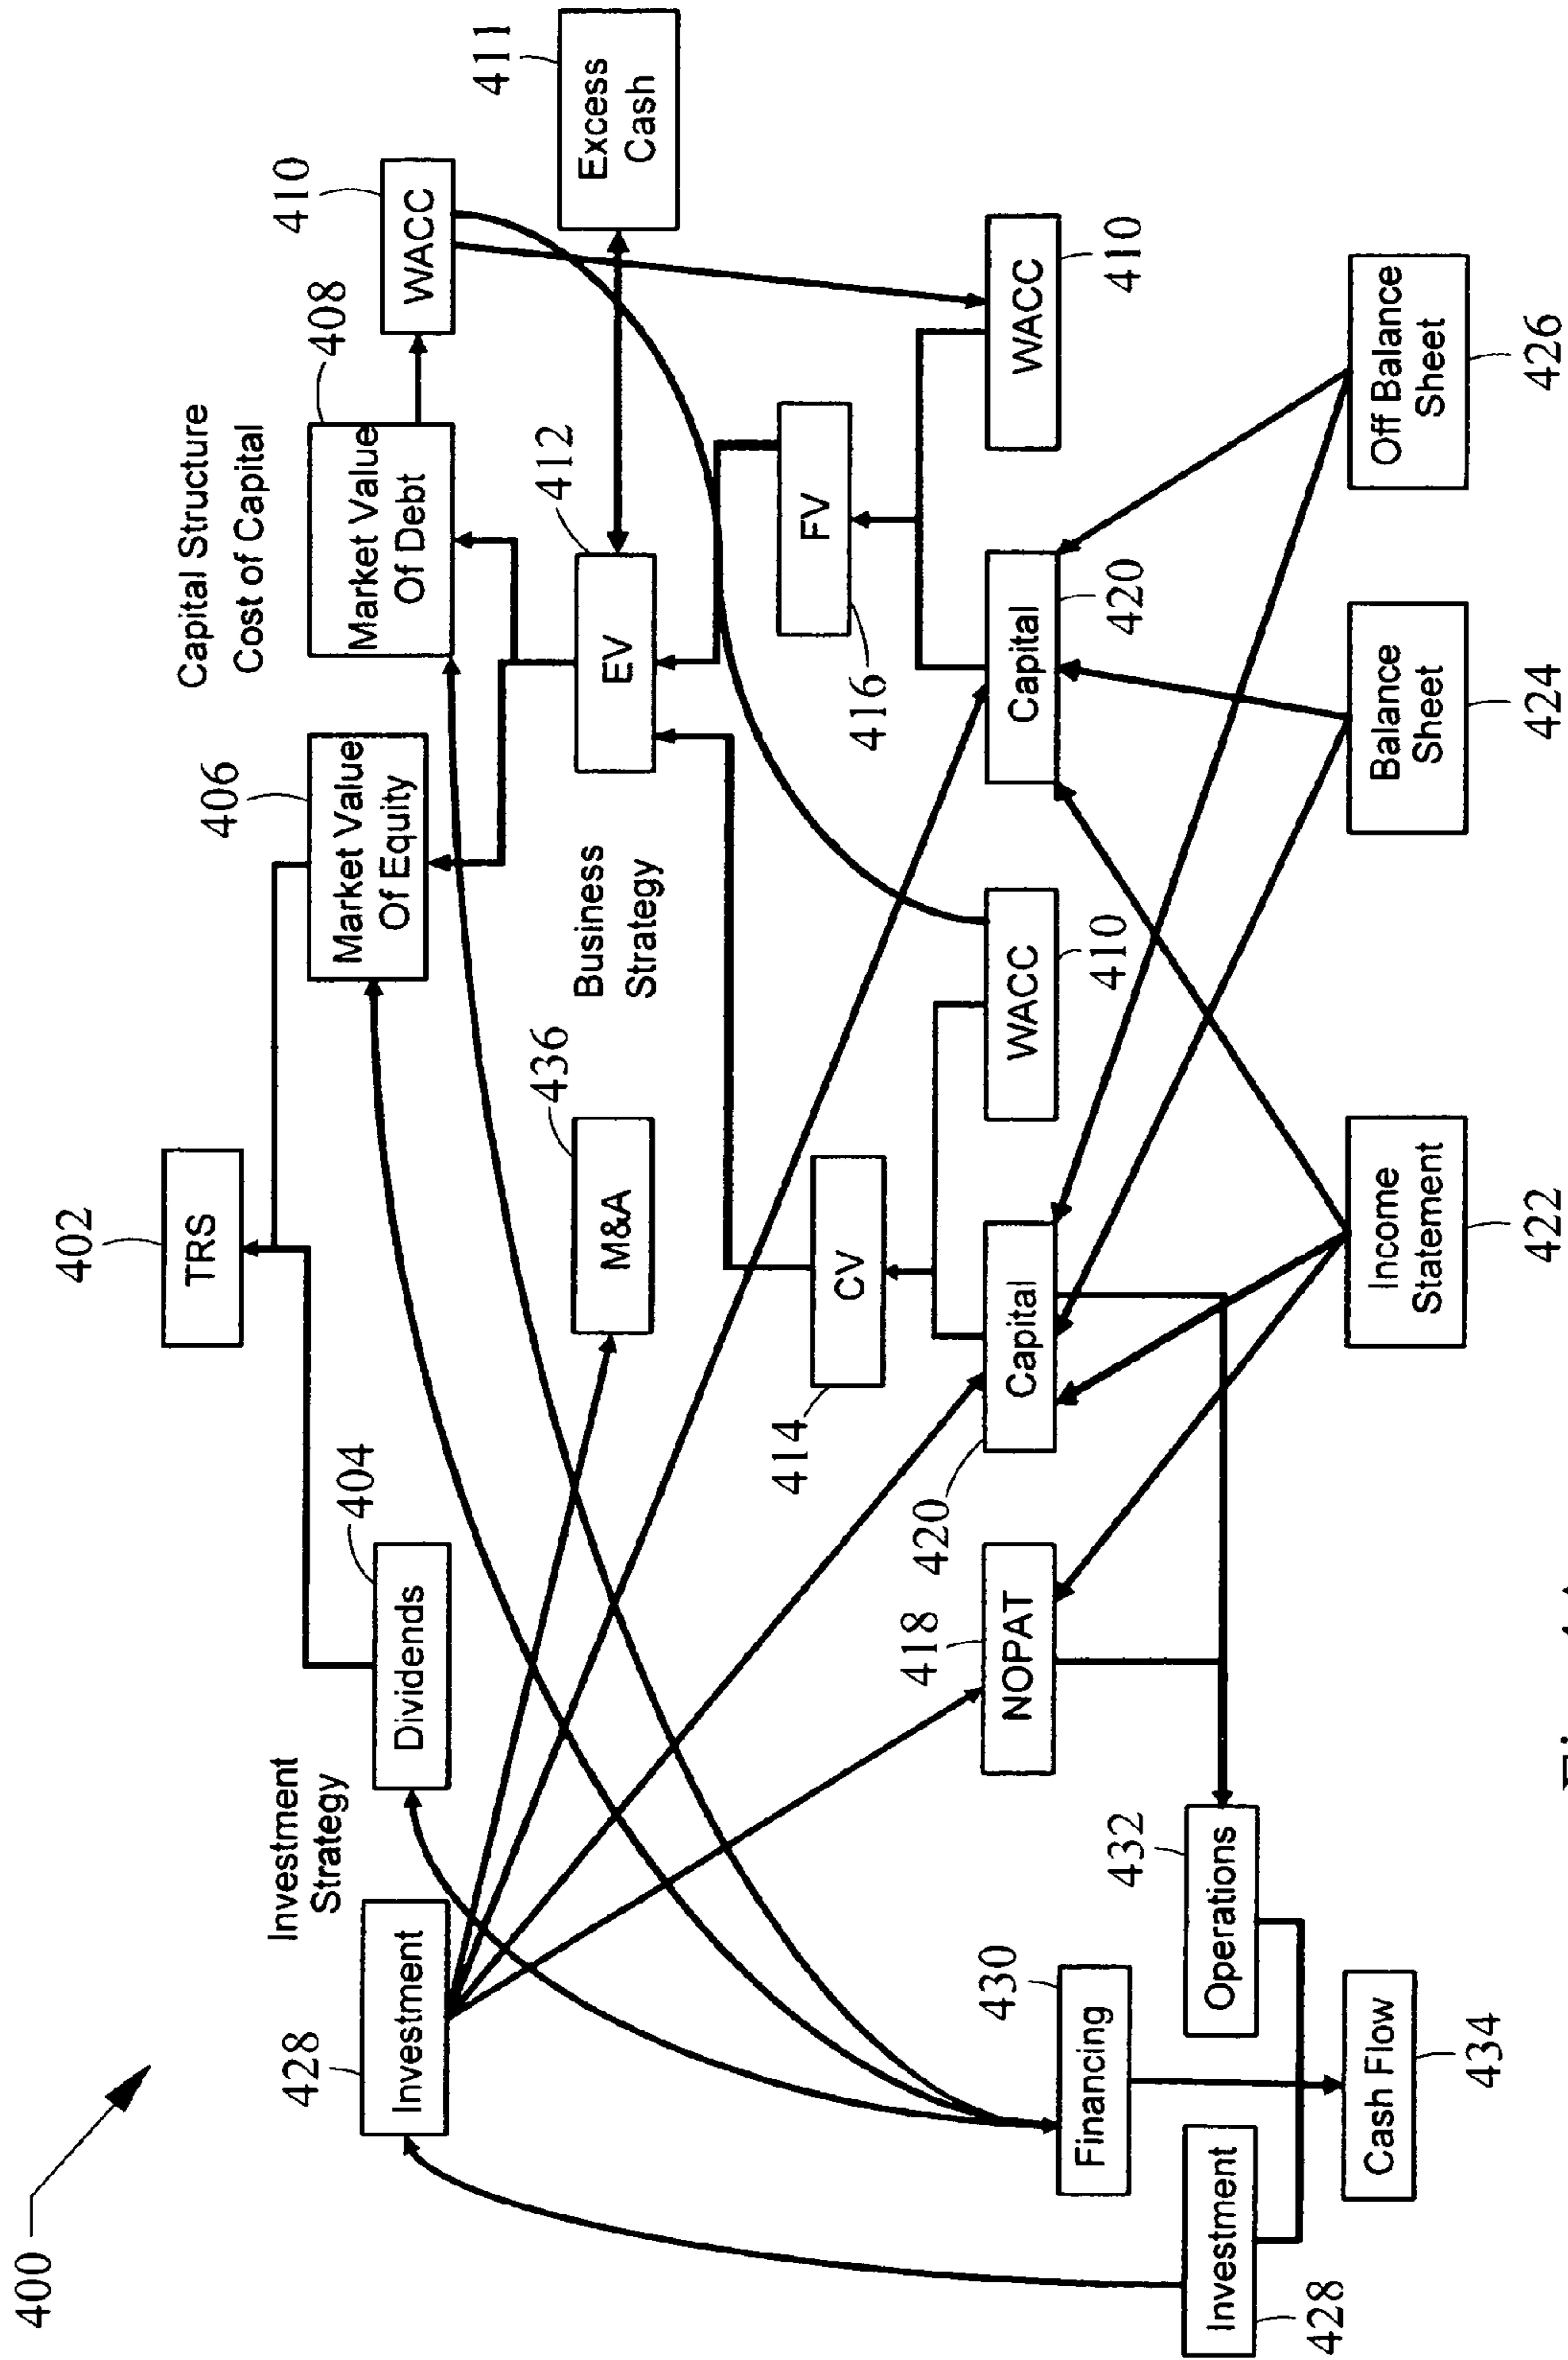 400
402
TRS
Capital Structure
Cost of Capital
Investment
Strategy
428
Investment
404
Dividends
406
Market Value
Of Equity
408
Market Value
Of Debt
410
WACC
411
Excess
Cash
436
M&A
Business
Strategy
412
EV
414
CV
416
FV
418
NOPAT
420
Capital
WACC
410
Capital
420
WACC
410
430
Financing
432
Operations
Investment
428
Cash Flow
434
Income
Statement
422
Balance
Sheet
424
Off Balance
Sheet
426